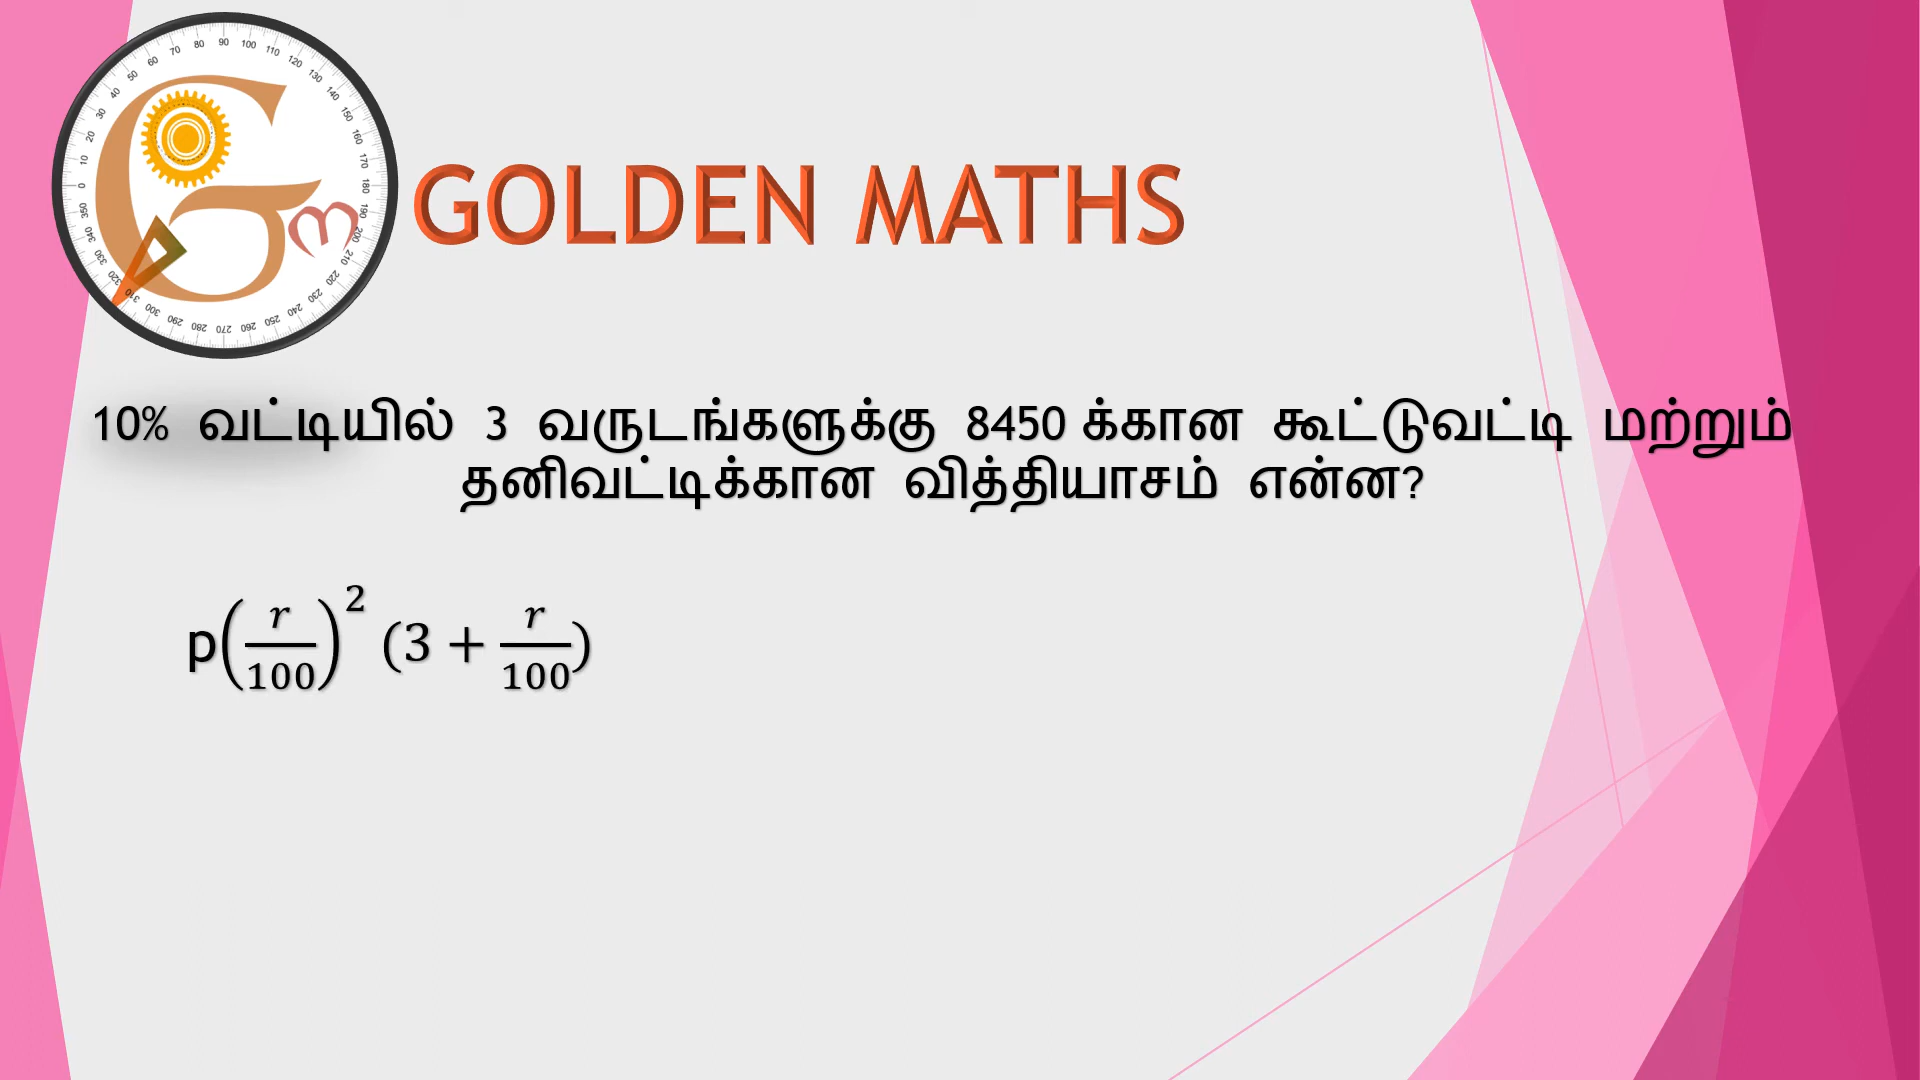 GOLDEN MATHS
10% வட்டியில் 3 வருடங்களுக்கு 8450 க்கான கூட்டுவட்டி மற்றும்
தனிவட்டிக்கான வித்தியாசம் என்ன?
p(r/100)² (3 + r/100)